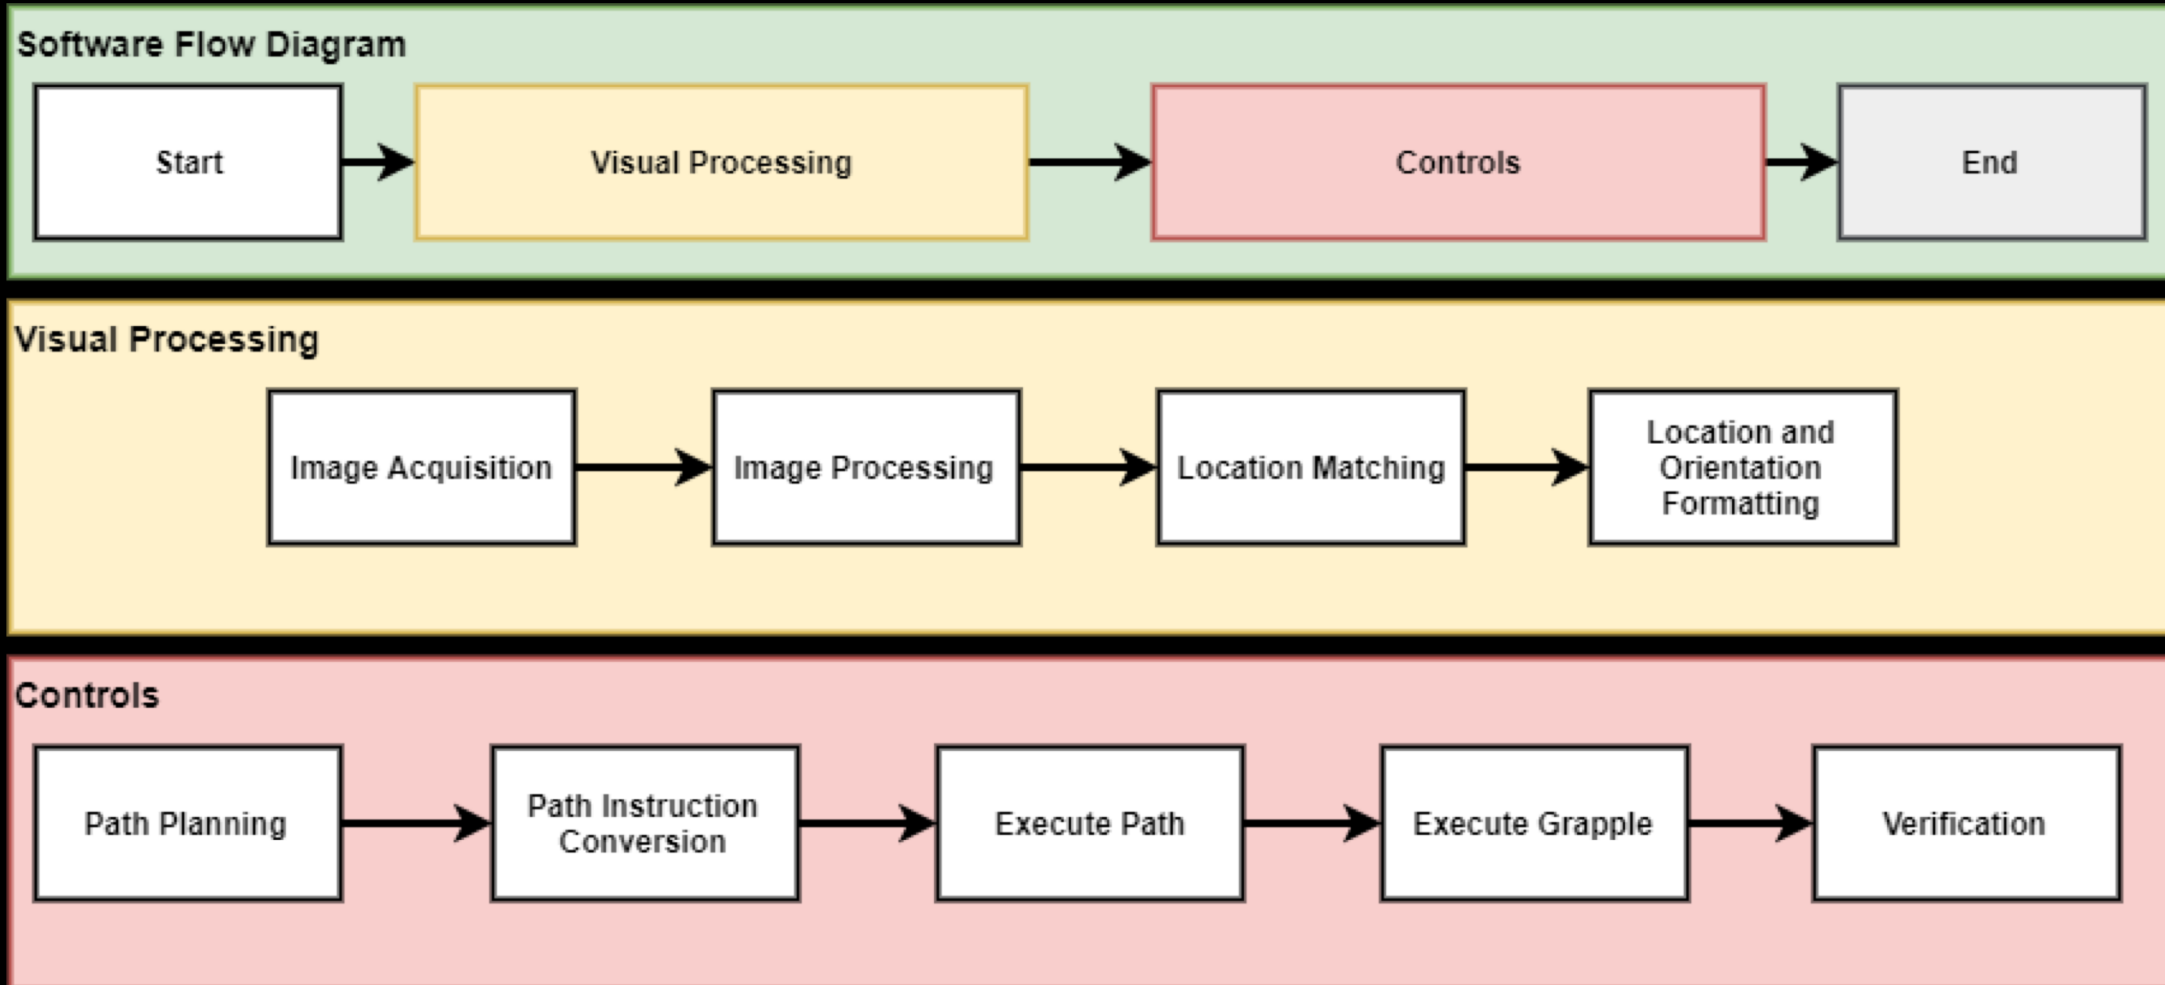 Software Flow Diagram
Start
Visual Processing
Controls
End
Visual Processing
Image Acquisition
Image Processing
Location Matching
Location and
Orientation
Formatting
Controls
Path Planning
Path Instruction
Conversion
Execute Path
Execute Grapple
Verification